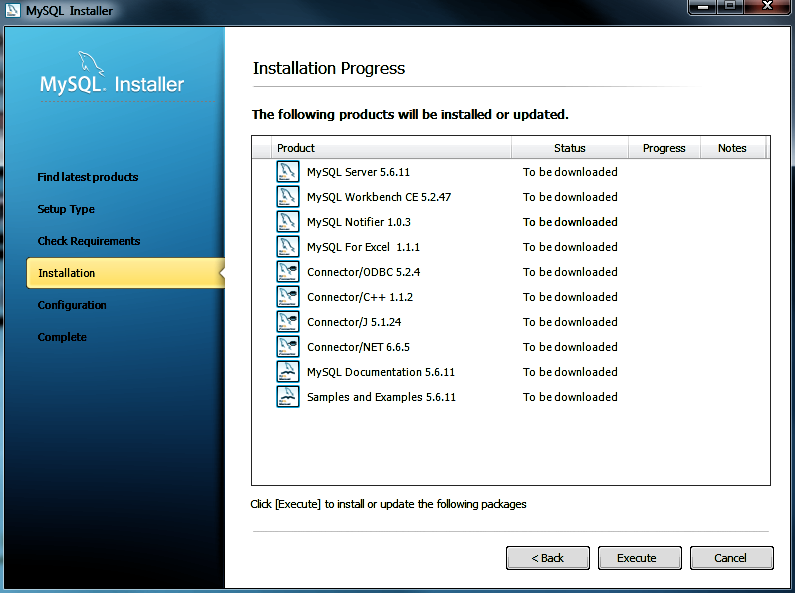 MySQL Installer
MySQL. Installer
Find latest products
Setup Type
Check Requirements
Installation
Configuration
Complete
Installation Progress
The following products will be installed or updated.
Product Status Progress Notes
MySQL Server 5.6.11 To be downloaded
MySQL Workbench CE 5.2.47 To be downloaded
MySQL Notifier 1.0.3 To be downloaded
MySQL For Excel 1.1.1 To be downloaded
Connector/ODBC 5.2.4 To be downloaded
Connector/C++ 1.1.2 To be downloaded
Connector/J 5.1.24 To be downloaded
Connector/NET 6.6.5 To be downloaded
MySQL Documentation 5.6.11 To be downloaded
Samples and Examples 5.6.11 To be downloaded
Click [Execute] to install or update the following packages
< Back Execute Cancel